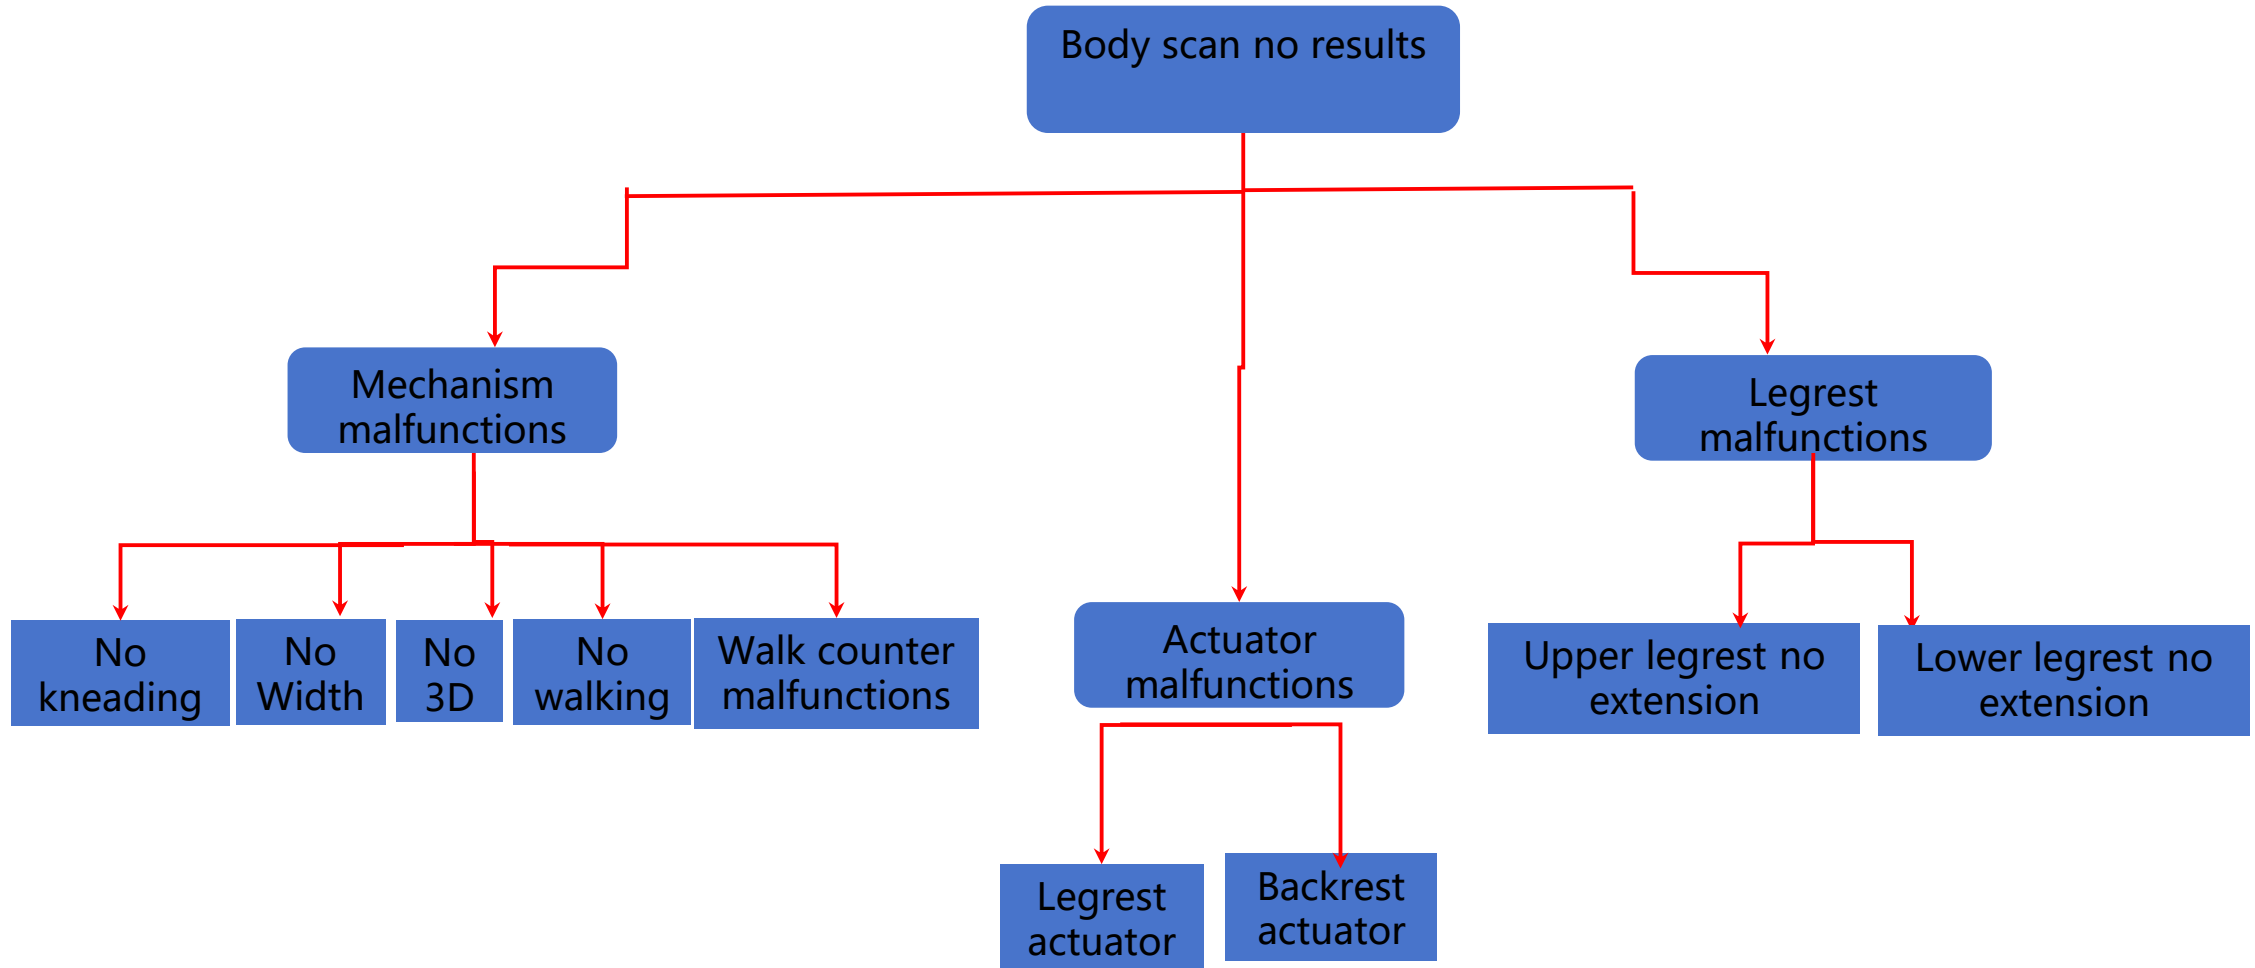 Body scan no results
Mechanism
malfunctions
Legrest
malfunctions
No
kneading
No
Width
No
3D
No
walking
Walk counter
malfunctions
Actuator
malfunctions
Upper legrest no
extension
Lower legrest no
extension
Legrest
actuator
Backrest
actuator